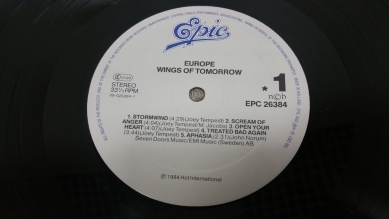 Epic
EUROPE
WINGS OF TOMORROW
STEREO
33⅓ RPM
* 1
n©b
EPC 26384
1. STORMWIND (4:29)(Joey Tempest) 2. SCREAM OF
ANGER (4:04)(Joey Tempest/M. Jacobs) 3. OPEN YOUR
HEART (4:07)(Joey Tempest) 4. TREATED BAD AGAIN
(3:44)(Joey Tempest) 5. APHASIA (2:31)(John Norum)
Seven Doors Music/EMI Music (Sweden) AB
℗ 1984 Hot International